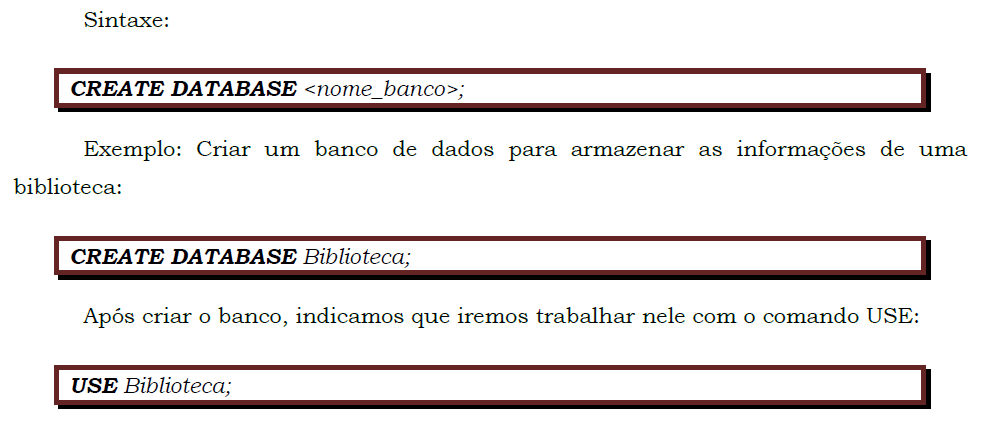 Sintaxe:
CREATE DATABASE <nome_banco>;
Exemplo: Criar um banco de dados para armazenar as informações de uma
biblioteca:
CREATE DATABASE Biblioteca;
Após criar o banco, indicamos que iremos trabalhar nele com o comando USE:
USE Biblioteca;